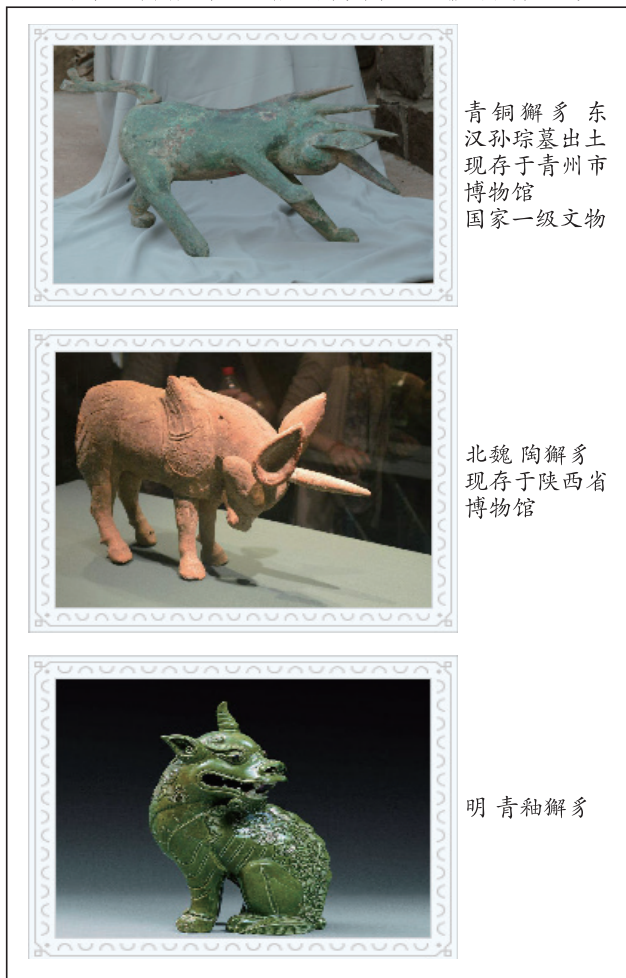 青铜獬豸 东
汉孙琮墓出土
现存于青州市
博物馆
国家一级文物
北魏 陶獬豸
现存于陕西省
博物馆
明 青釉獬豸